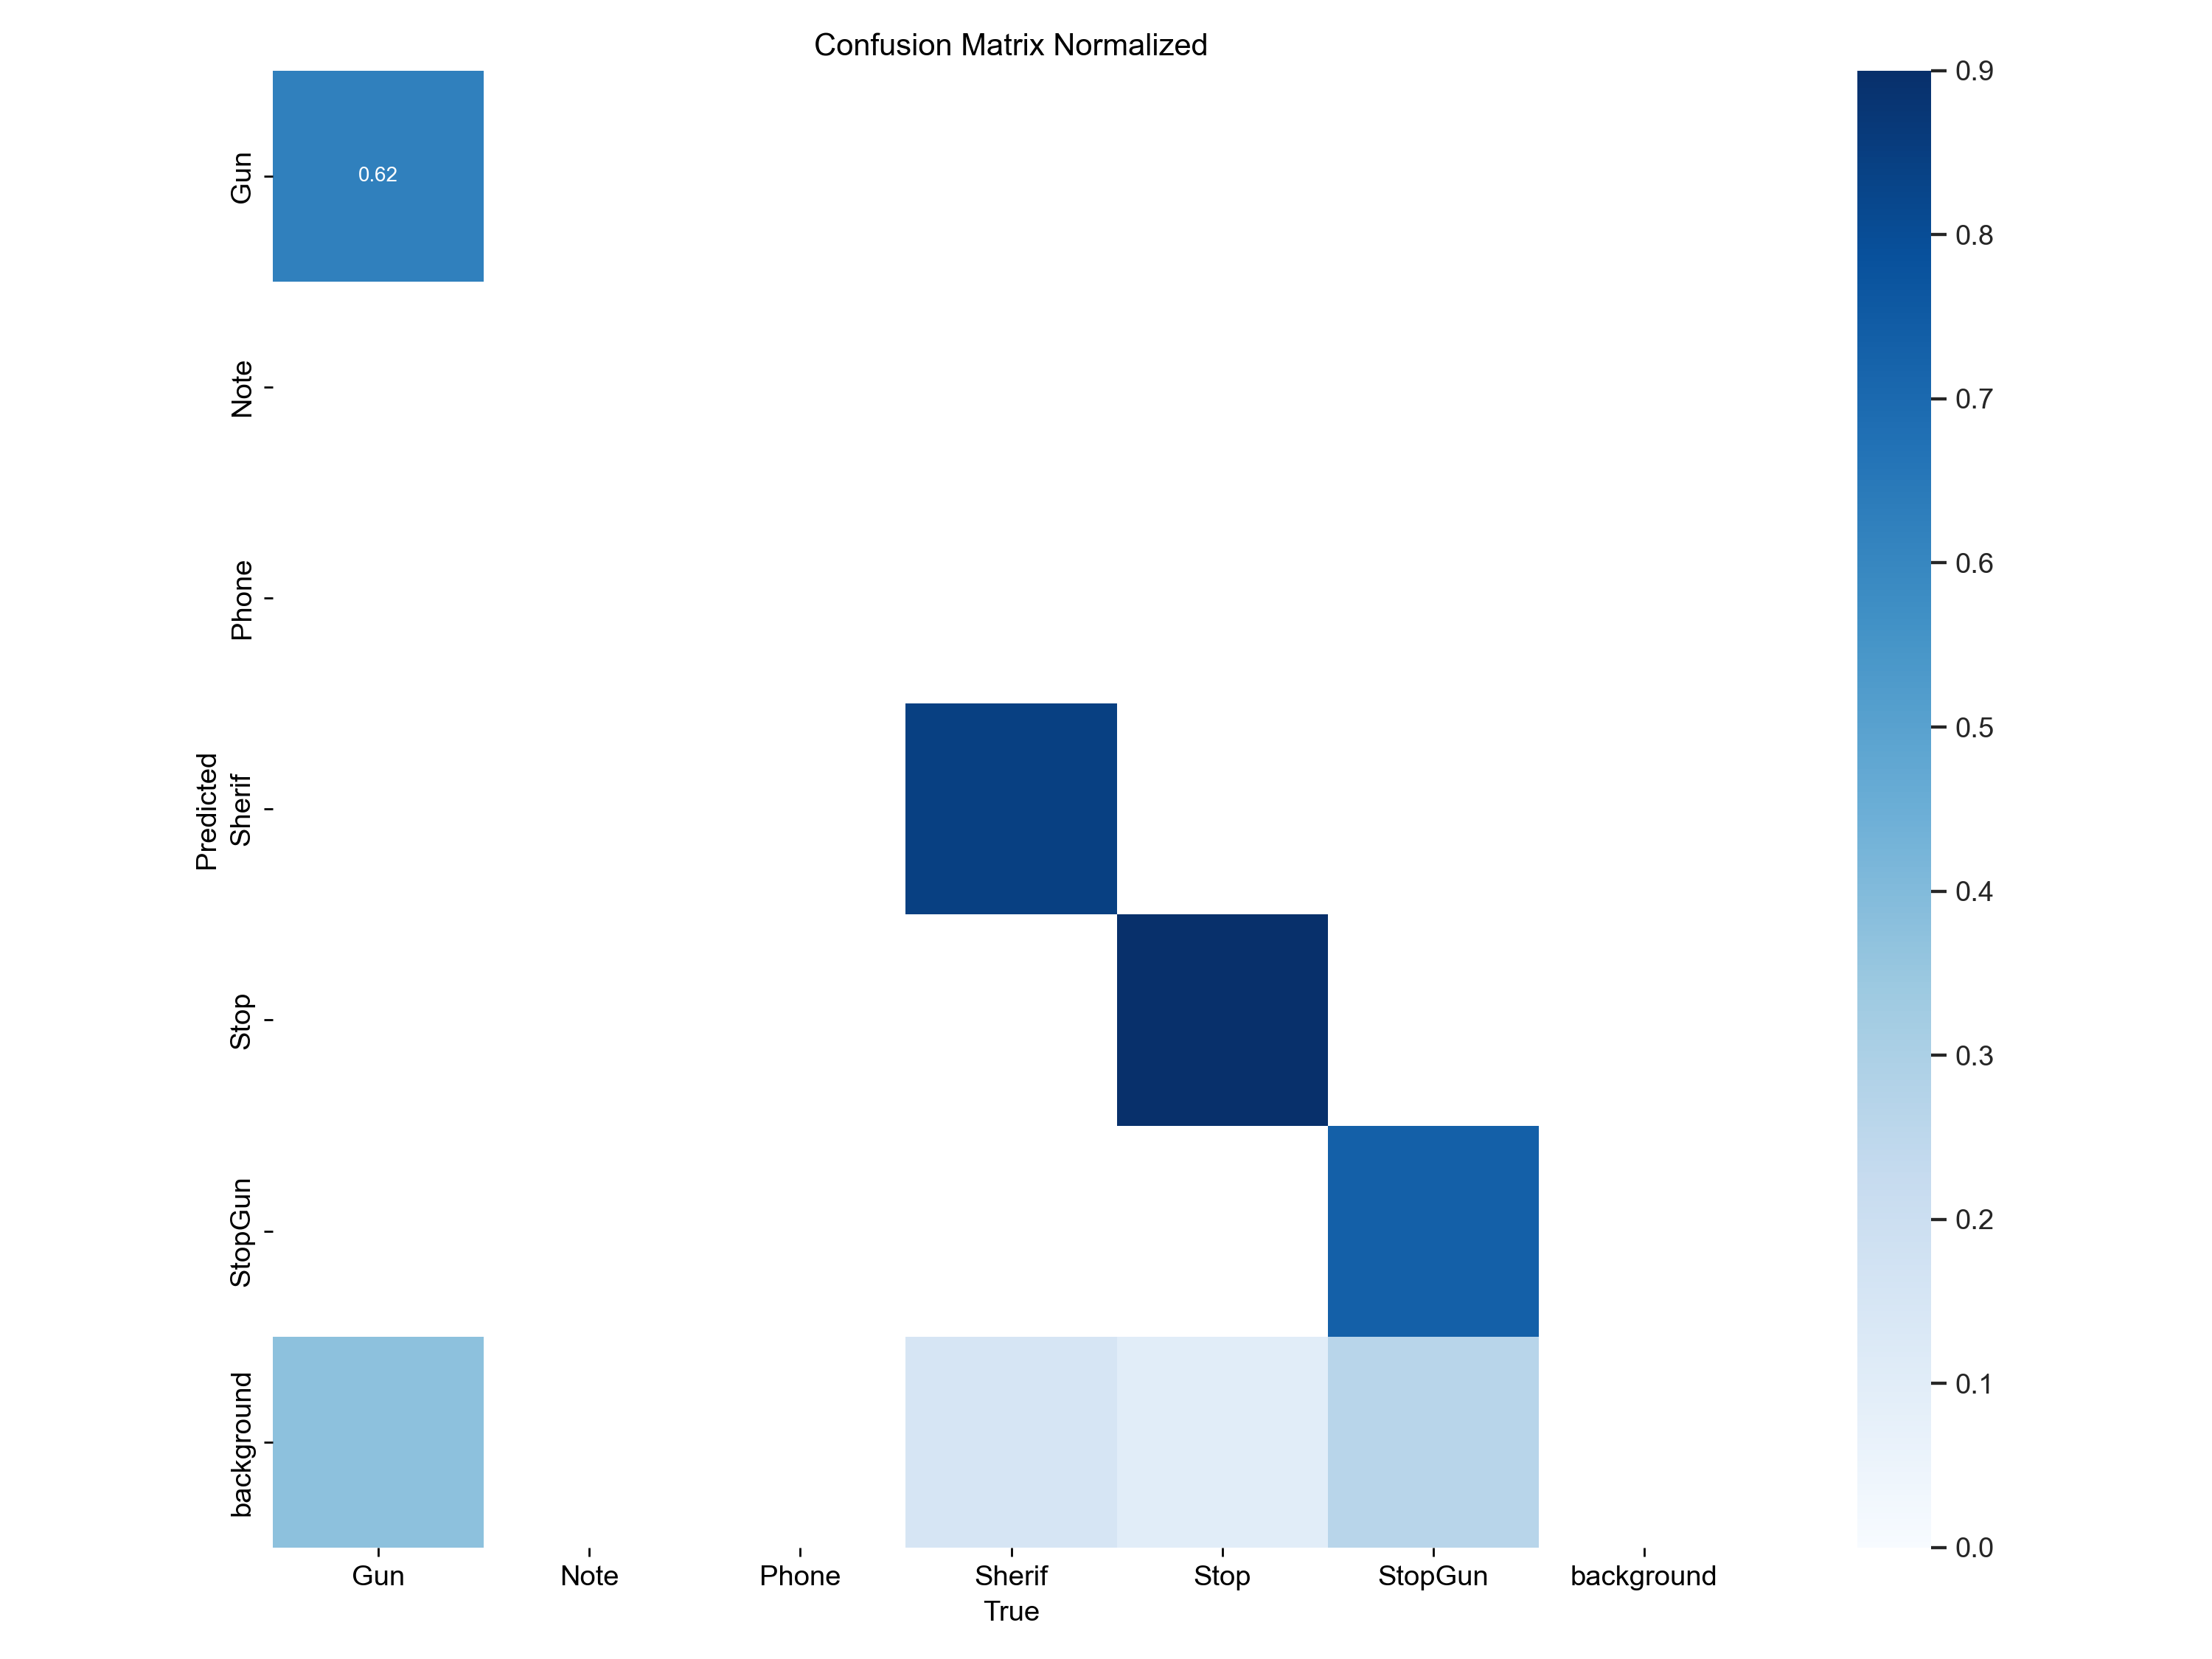 Confusion Matrix Normalized
Gun
Note
Phone
Sherif
Stop
StopGun
background
Predicted
0.62
Gun
Note
Phone
Sherif
Stop
StopGun
background
True
0.9
0.8
0.7
0.6
0.5
0.4
0.3
0.2
0.1
0.0